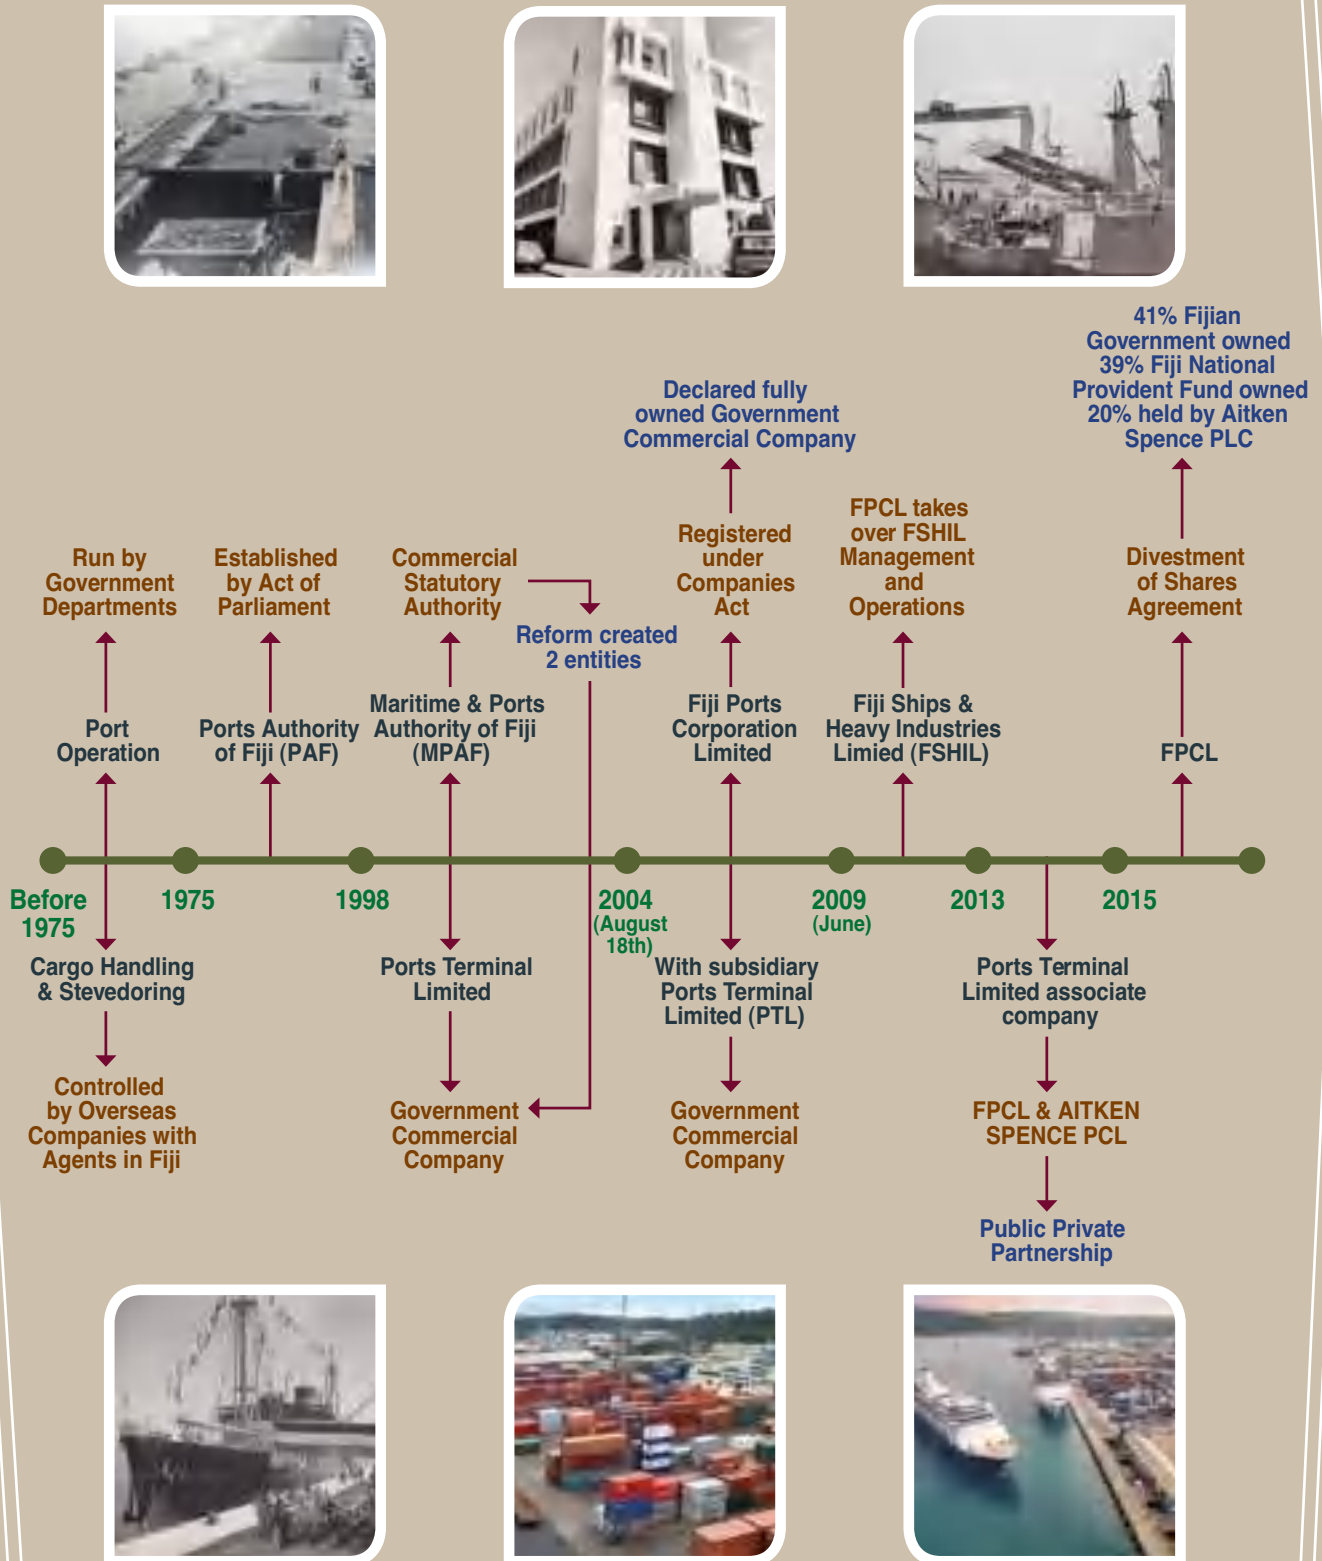 41% Fijian
Government owned
39% Fiji National
Provident Fund owned
20% held by Aitken
Spence PLC
Declared fully
owned Government
Commercial Company
Run by
Government
Departments
Established
by Act of
Parliament
Commercial
Statutory
Authority
Reform created
2 entities
Registered
under
Companies
Act
FPCL takes
over FSHIL
Management
and
Operations
Divestment
of Shares
Agreement
Port
Operation
Ports Authority
of Fiji (PAF)
Maritime & Ports
Authority of Fiji
(MPAF)
Fiji Ports
Corporation
Limited
Fiji Ships &
Heavy Industries
Limied (FSHIL)
FPCL
Before
1975
1975
1998
2004
(August
18th)
2009
(June)
2013
2015
Cargo Handling
& Stevedoring
Ports Terminal
Limited
With subsidiary
Ports Terminal
Limited (PTL)
Ports Terminal
Limited associate
company
Controlled
by Overseas
Companies with
Agents in Fiji
Government
Commercial
Company
Government
Commercial
Company
FPCL & AITKEN
SPENCE PCL
Public Private
Partnership